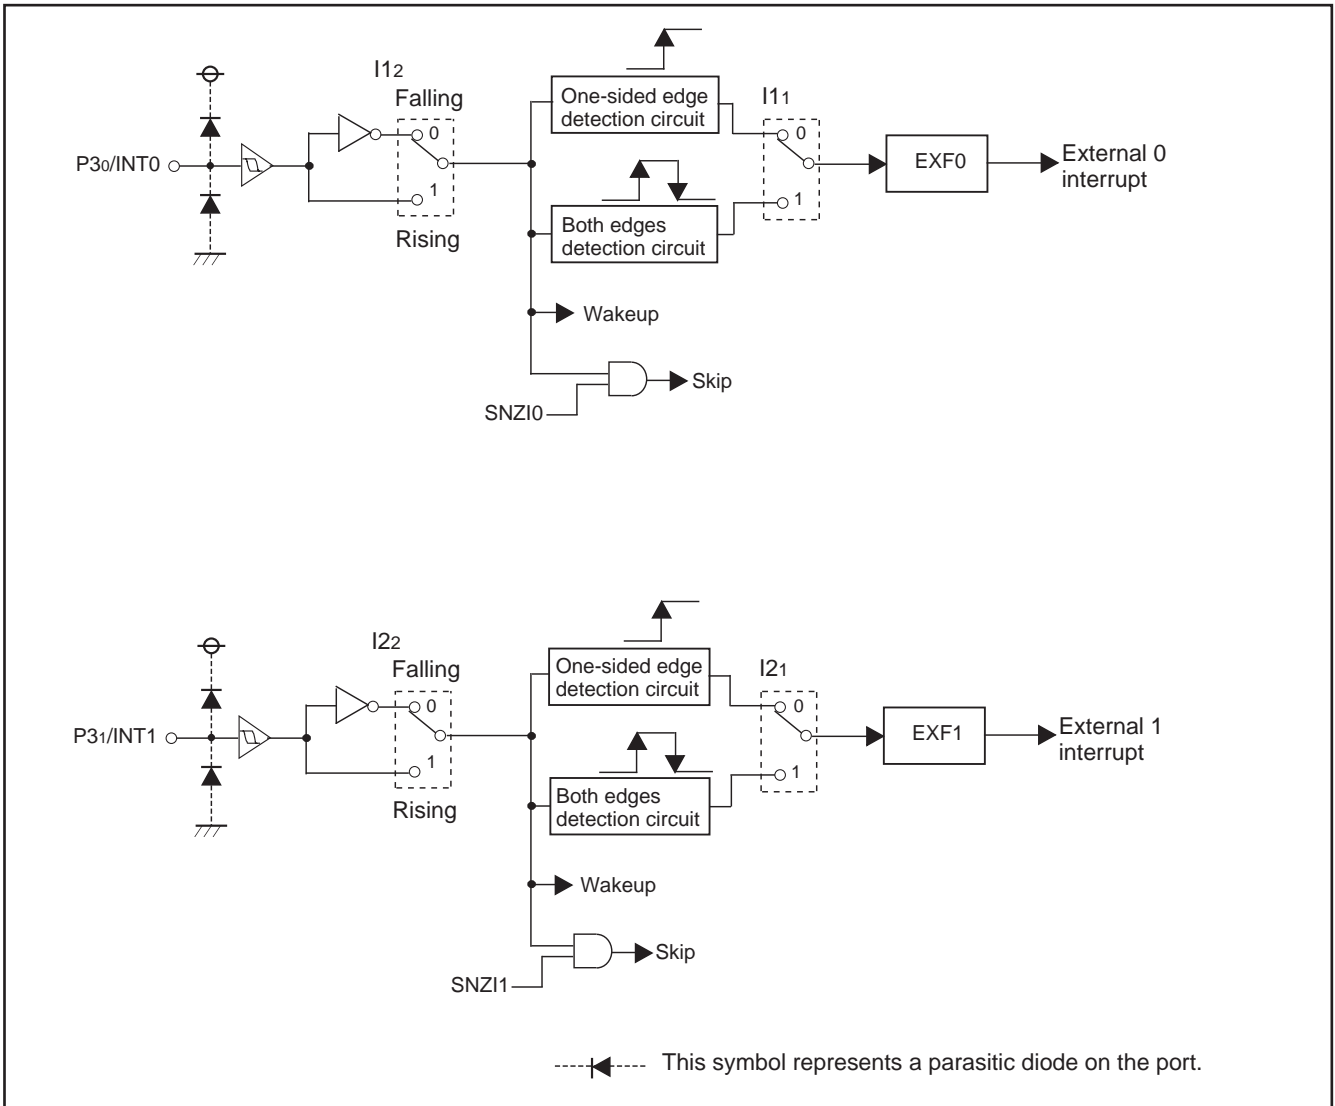 I12
Falling
0
1
Rising
P30/INT0
One-sided edge
detection circuit
Both edges
detection circuit
I11
0
1
EXF0
External 0
interrupt
Wakeup
Skip
SNZI0
I22
Falling
0
1
Rising
P31/INT1
One-sided edge
detection circuit
Both edges
detection circuit
I21
0
1
EXF1
External 1
interrupt
Wakeup
Skip
SNZI1
This symbol represents a parasitic diode on the port.